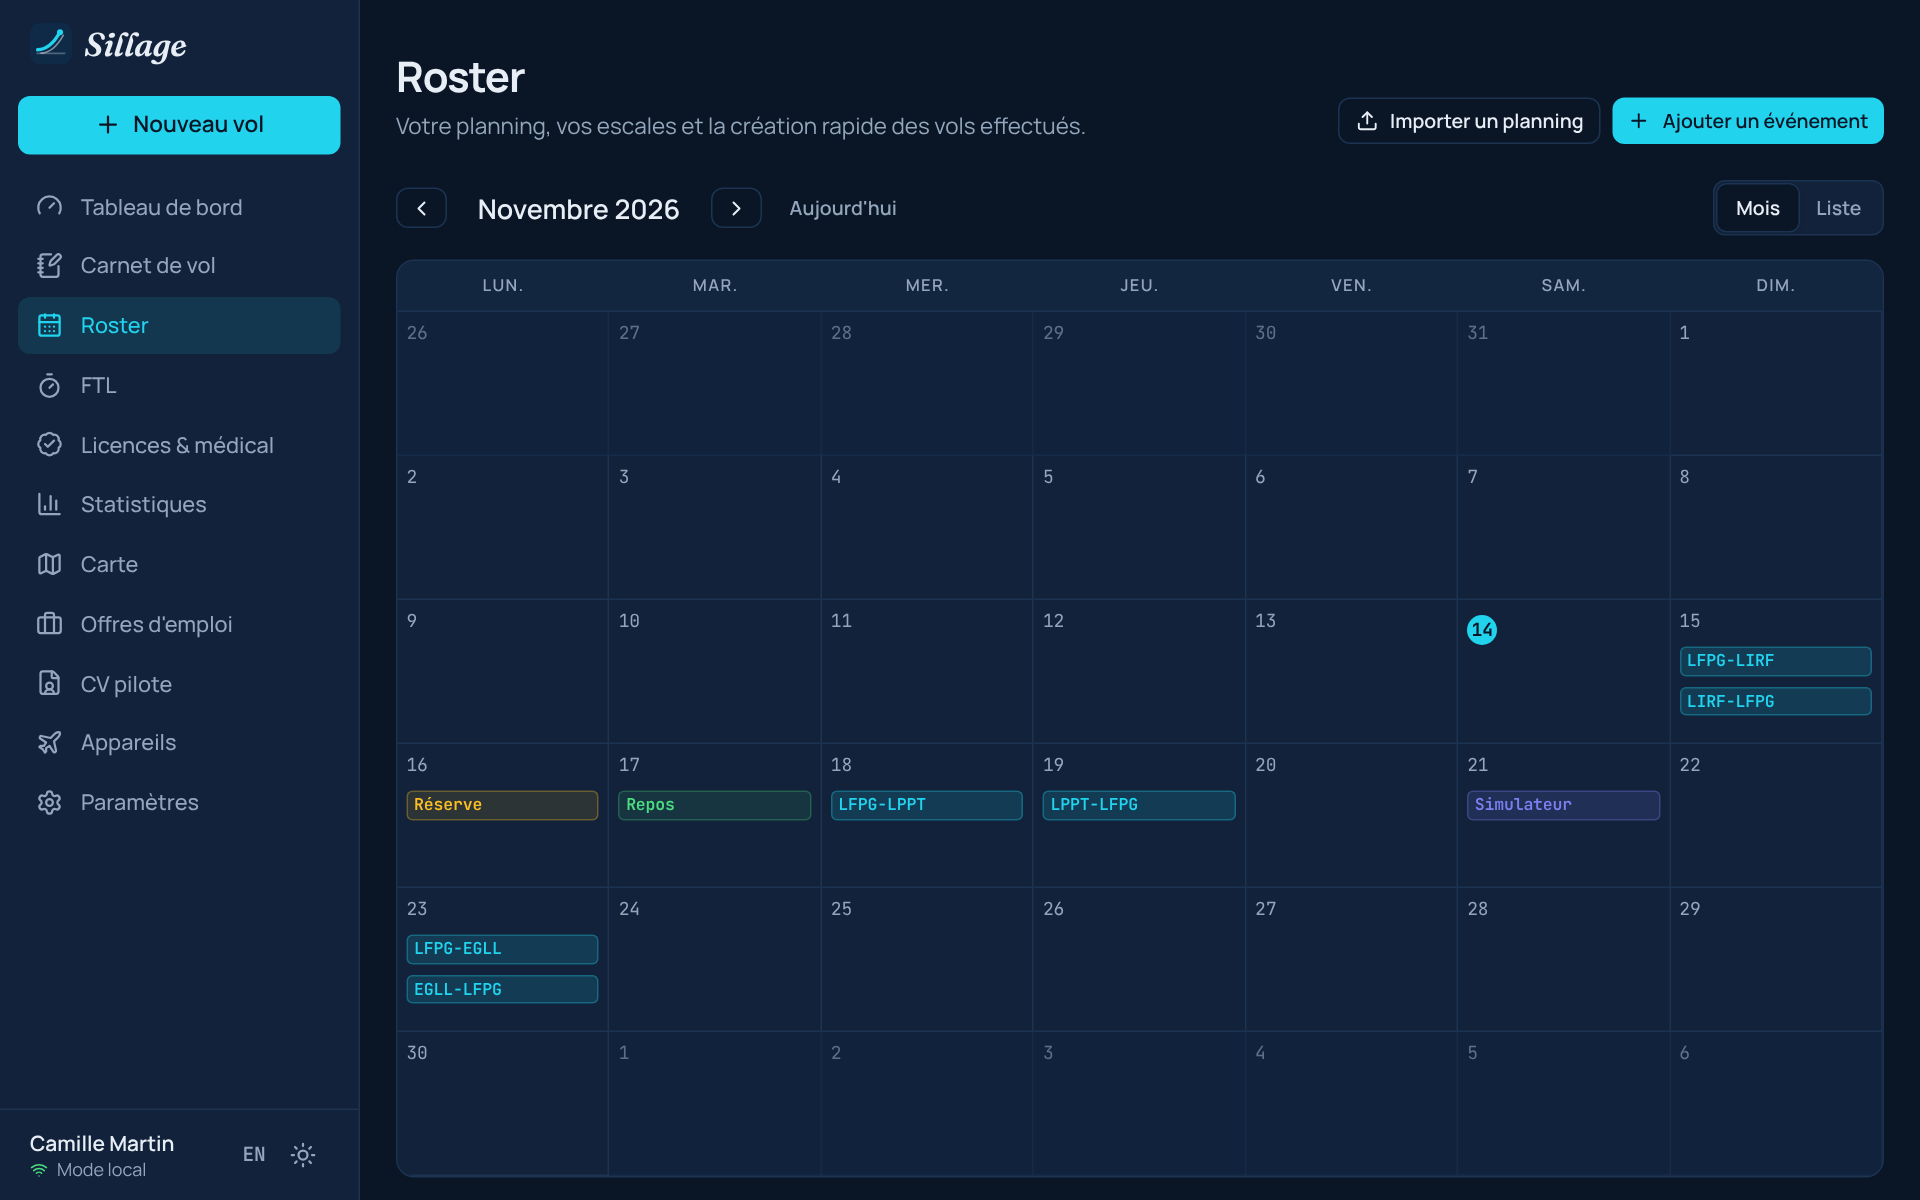 Sillage
Nouveau vol
Tableau de bord
Carnet de vol
Roster
FTL
Licences & médical
Statistiques
Carte
Offres d'emploi
CV pilote
Appareils
Paramètres
Camille Martin
Mode local
EN
Roster
Votre planning, vos escales et la création rapide des vols effectués.
Importer un planning
Ajouter un événement
Novembre 2026
Aujourd'hui
Mois
Liste
LUN. MAR. MER. JEU. VEN. SAM. DIM.
26 27 28 29 30 31 1
2 3 4 5 6 7 8
9 10 11 12 13 14 15
LFPG-LIRF
LIRF-LFPG
16 17 18 19 20 21 22
Réserve Repos LFPG-LPPT LPPT-LFPG Simulateur
23 24 25 26 27 28 29
LFPG-EGLL
EGLL-LFPG
30 1 2 3 4 5 6